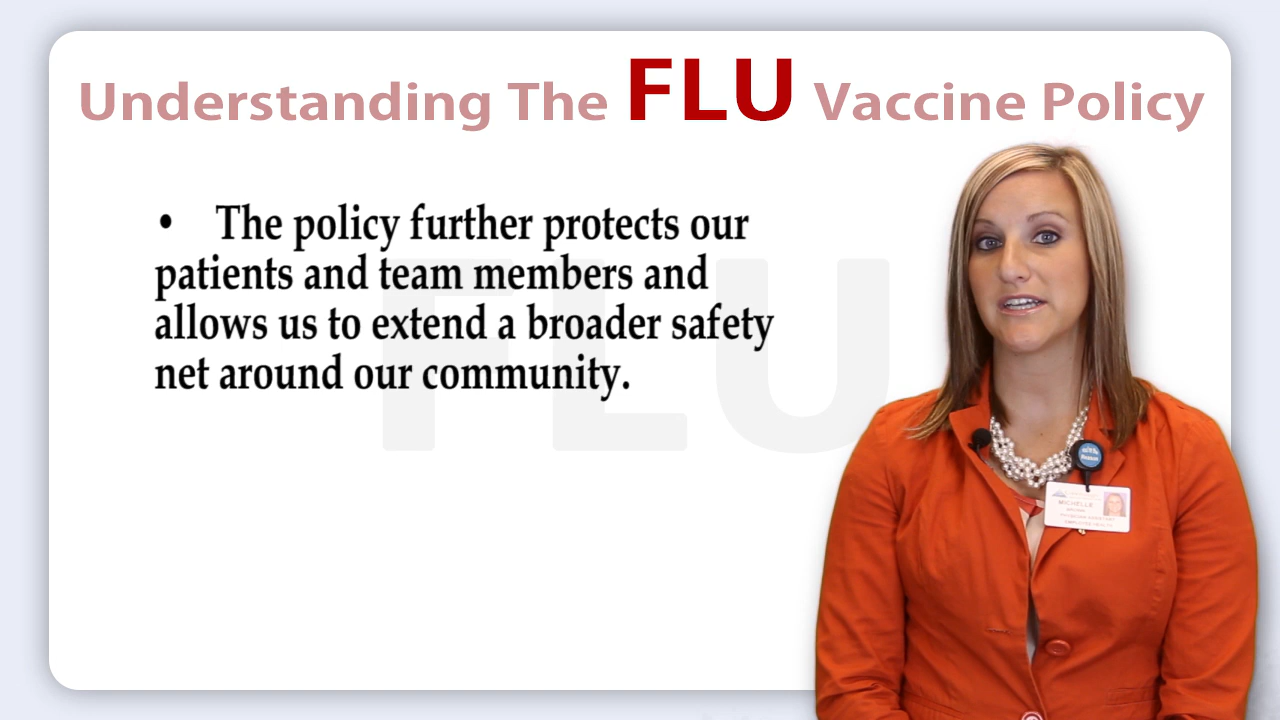 Understanding The FLU Vaccine Policy
• The policy further protects our
patients and team members and
allows us to extend a broader safety
net around our community.
FLU
MICHELLE